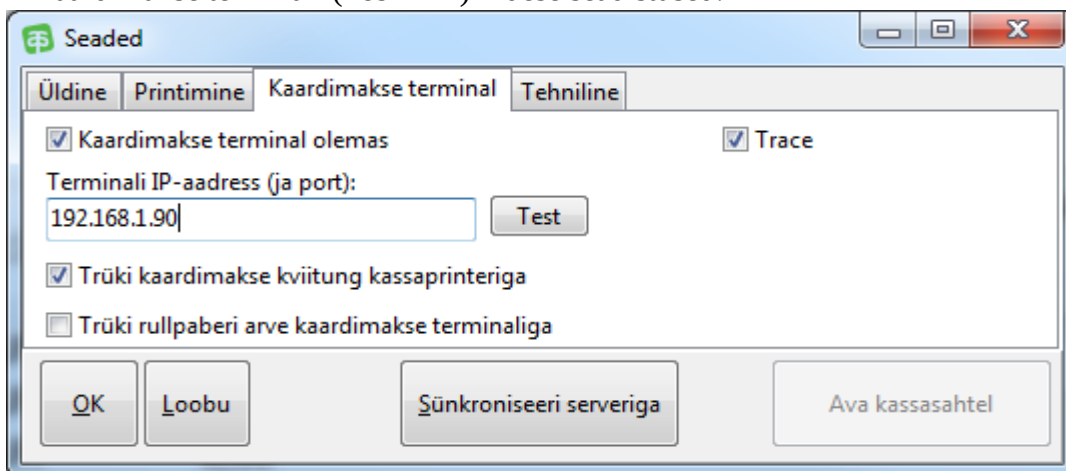 Seaded
Üldine Printimine Kaardimakse terminal Tehniline
Kaardimakse terminal olemas Trace
Terminali IP-aadress (ja port):
192.168.1.90 Test
Trüki kaardimakse kviitung kassaprinteriga
Trüki rullpaberi arve kaardimakse terminaliga
OK Loobu Sünkroniseeri serveriga Ava kassasahtel